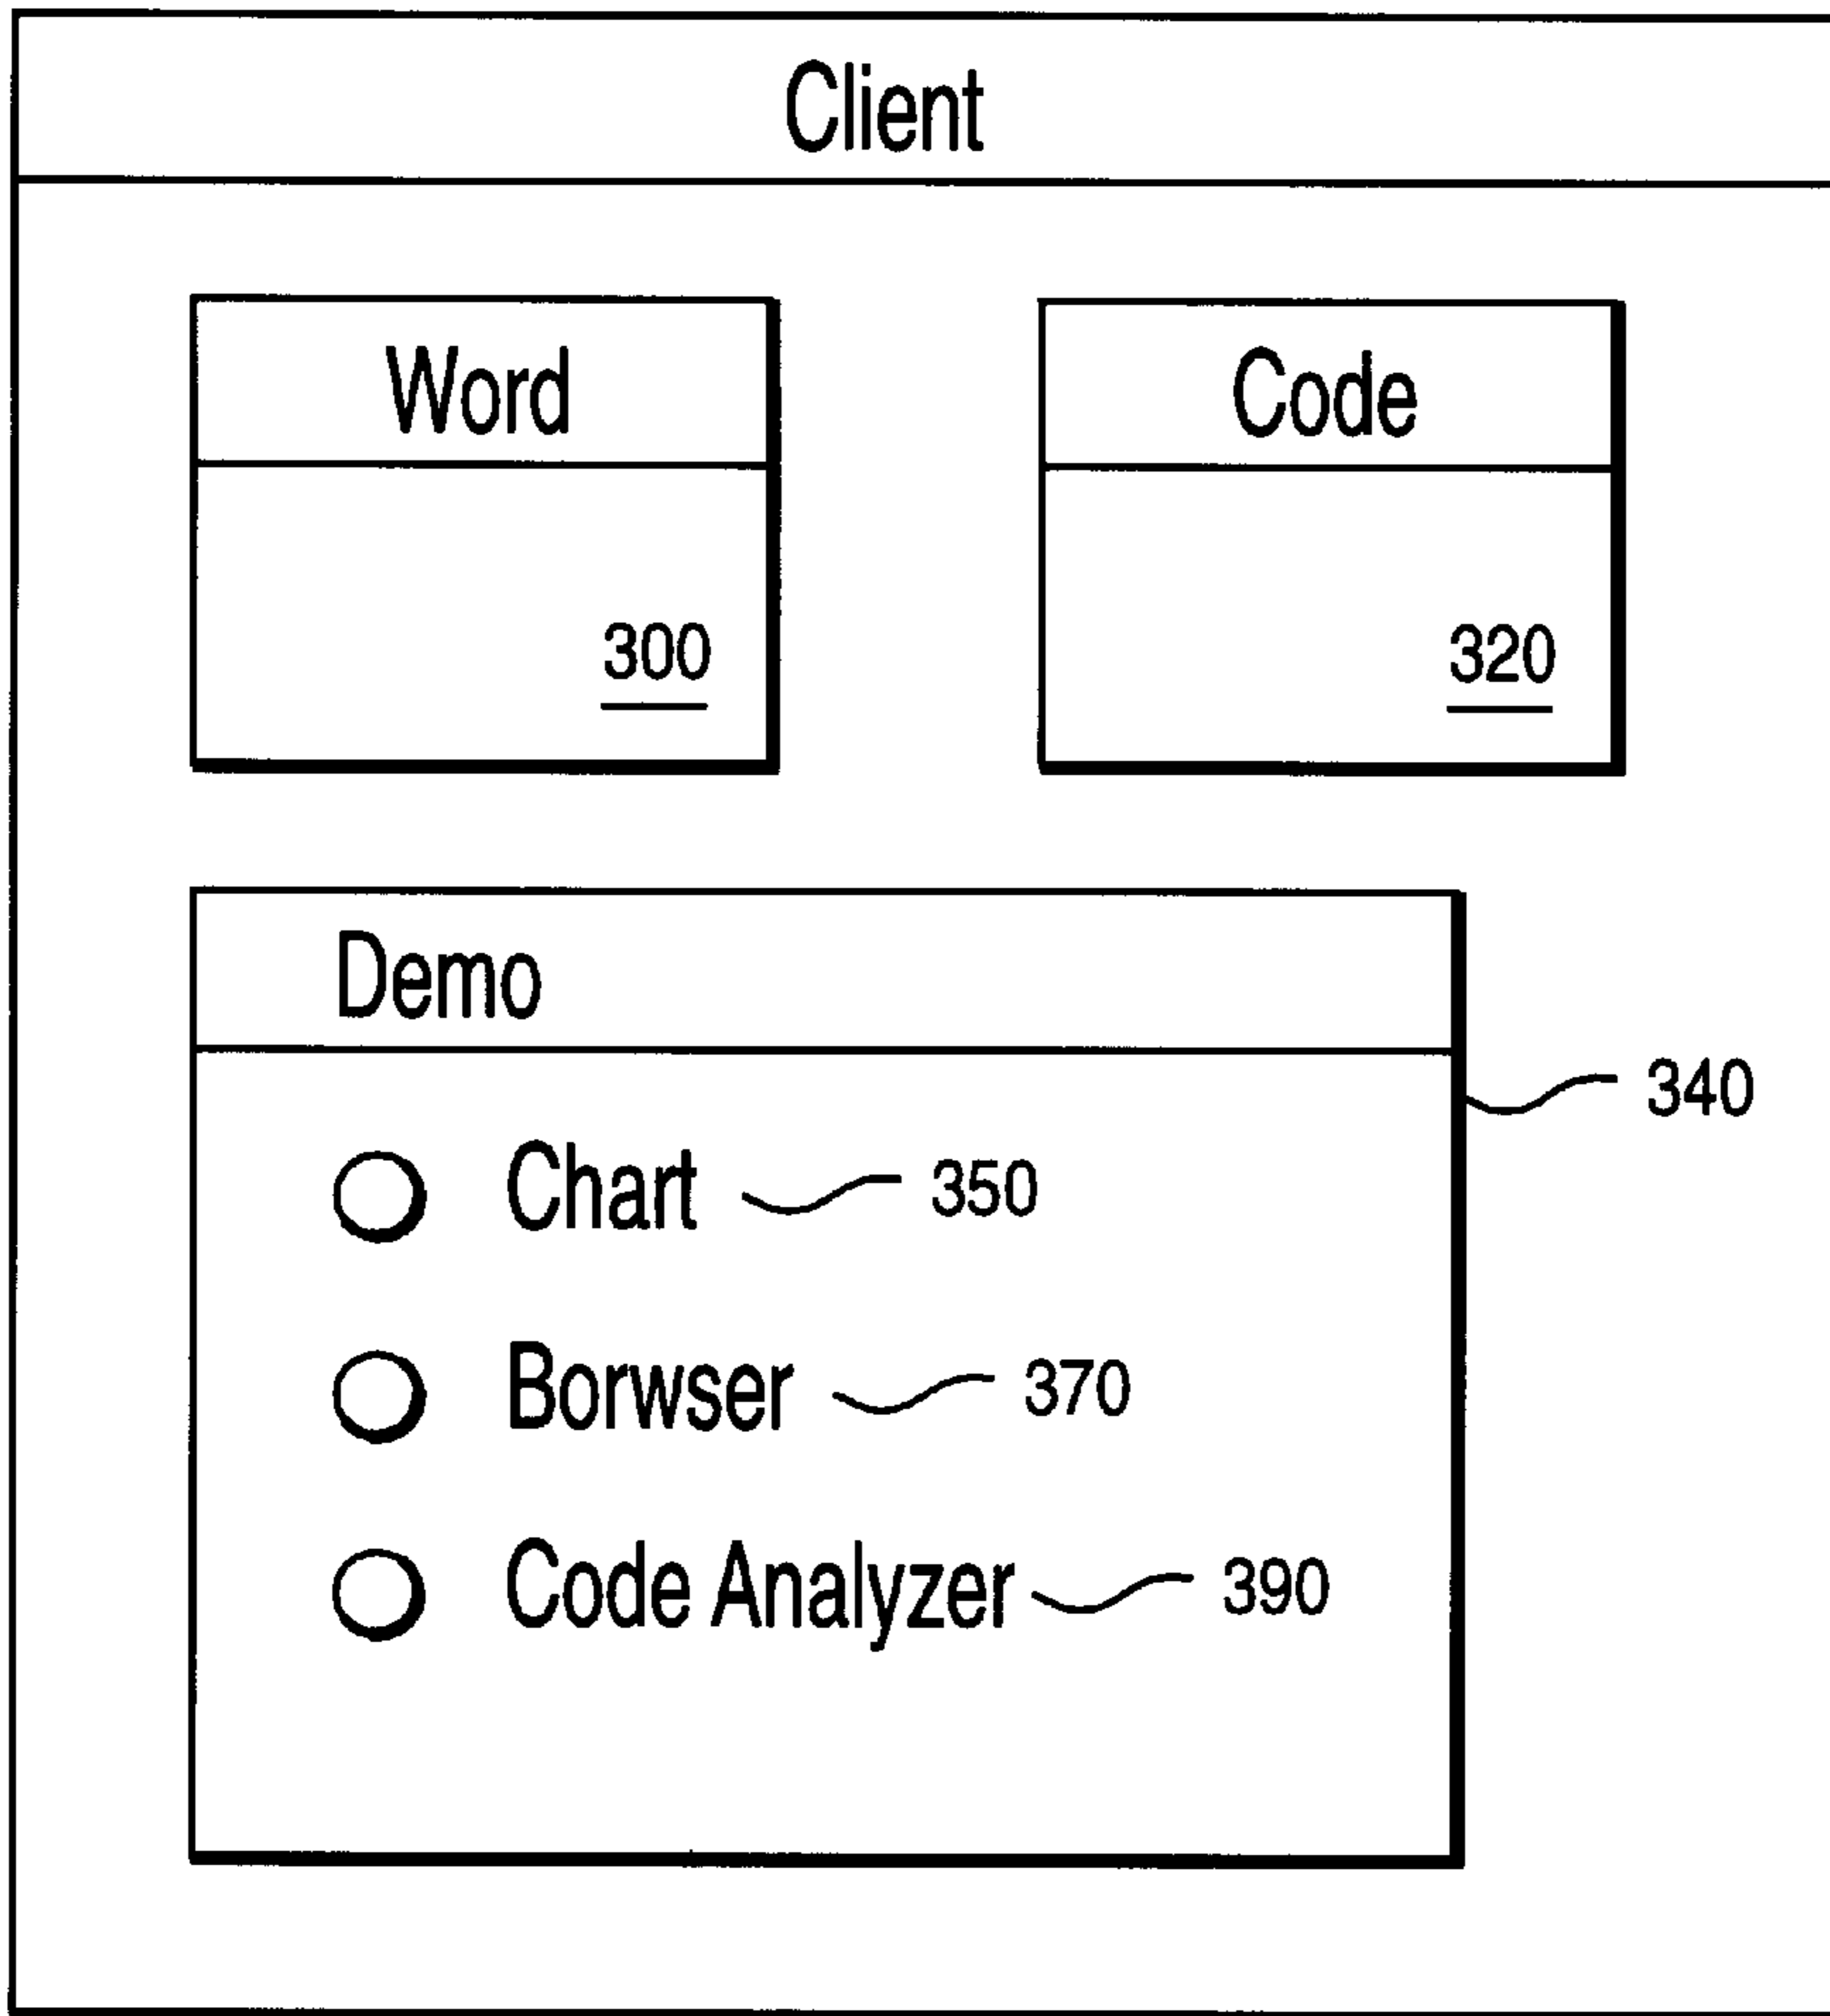 Client
Word
Code
300
320
Demo
340
Chart 350
Borwser 370
Code Analyzer 390